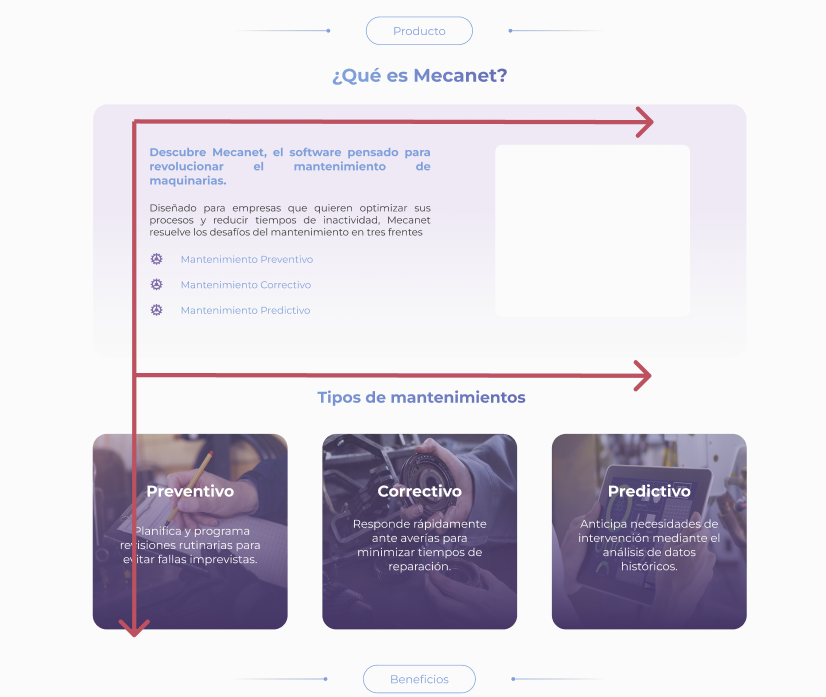 Producto
¿Qué es Mecanet?
Descubre Mecanet, el software pensado para
revolucionar el mantenimiento de
maquinarias.
Diseñado para empresas que quieren optimizar sus
procesos y reducir tiempos de inactividad, Mecanet
resuelve los desafíos del mantenimiento en tres frentes
Mantenimiento Preventivo
Mantenimiento Correctivo
Mantenimiento Predictivo
Tipos de mantenimientos
Preventivo
Planifica y programa
revisiones rutinarias para
evitar fallas imprevistas.
Correctivo
Responde rápidamente
ante averías para
minimizar tiempos de
reparación.
Predictivo
Anticipa necesidades de
intervención mediante el
análisis de datos
históricos.
Beneficios